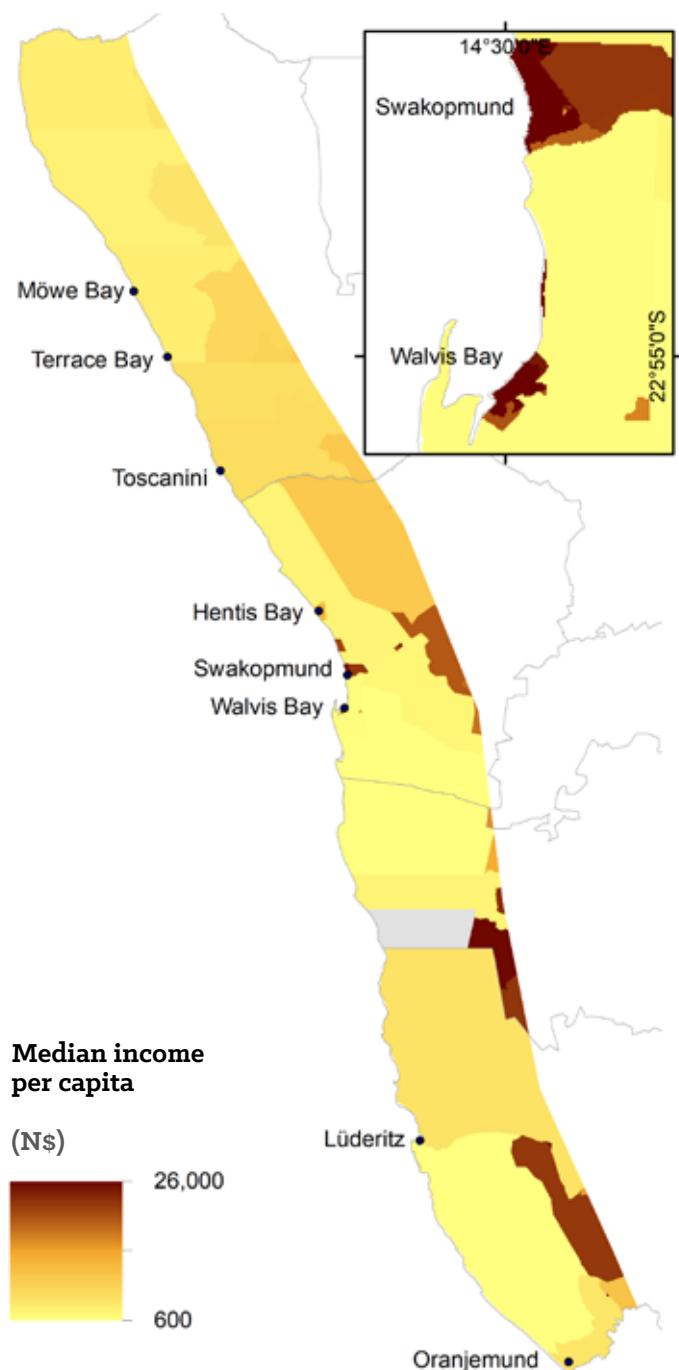 14°30'0"E
Swakopmund
Walvis Bay
22°55'0"S
Möwe Bay
Terrace Bay
Toscanini
Hentis Bay
Swakopmund
Walvis Bay
Lüderitz
Oranjemund
Median income
per capita
(N$)
26,000
600